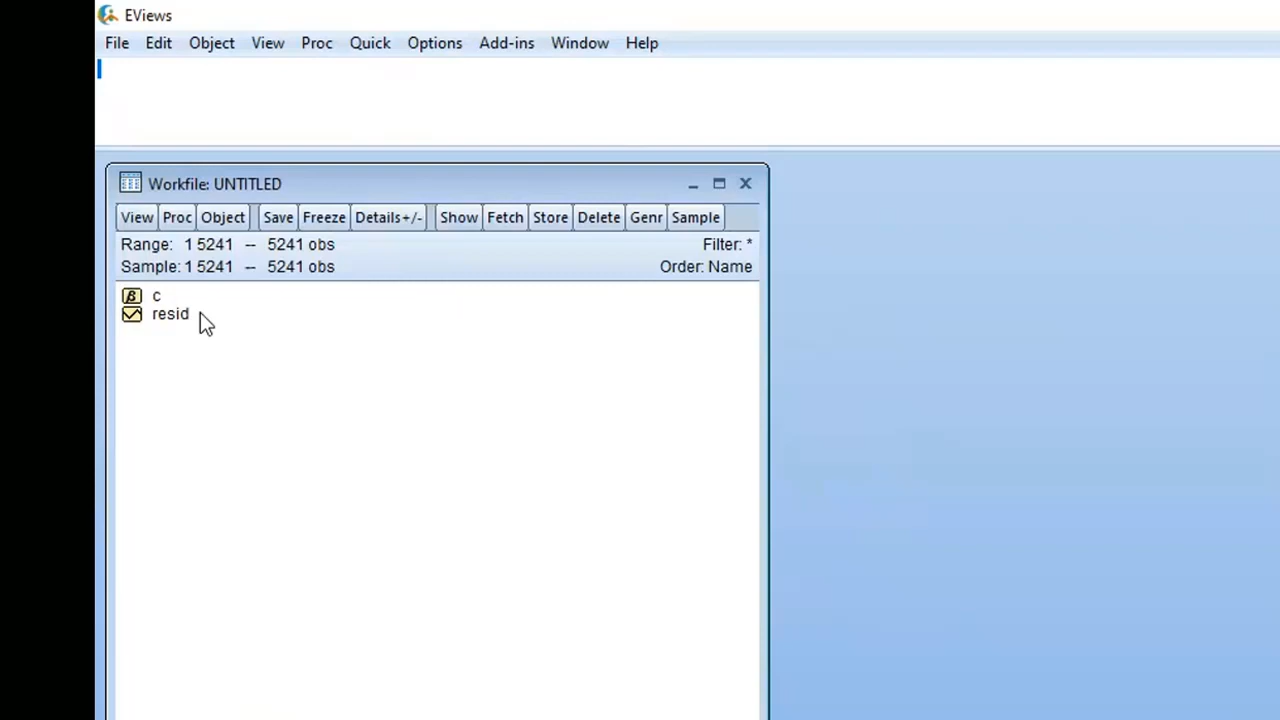 EViews
File Edit Object View Proc Quick Options Add-ins Window Help
Workfile: UNTITLED
View Proc Object Save Freeze Details+/- Show Fetch Store Delete Genr Sample
Range: 1 5241 -- 5241 obs Filter: *
Sample: 1 5241 -- 5241 obs Order: Name
β c
resid